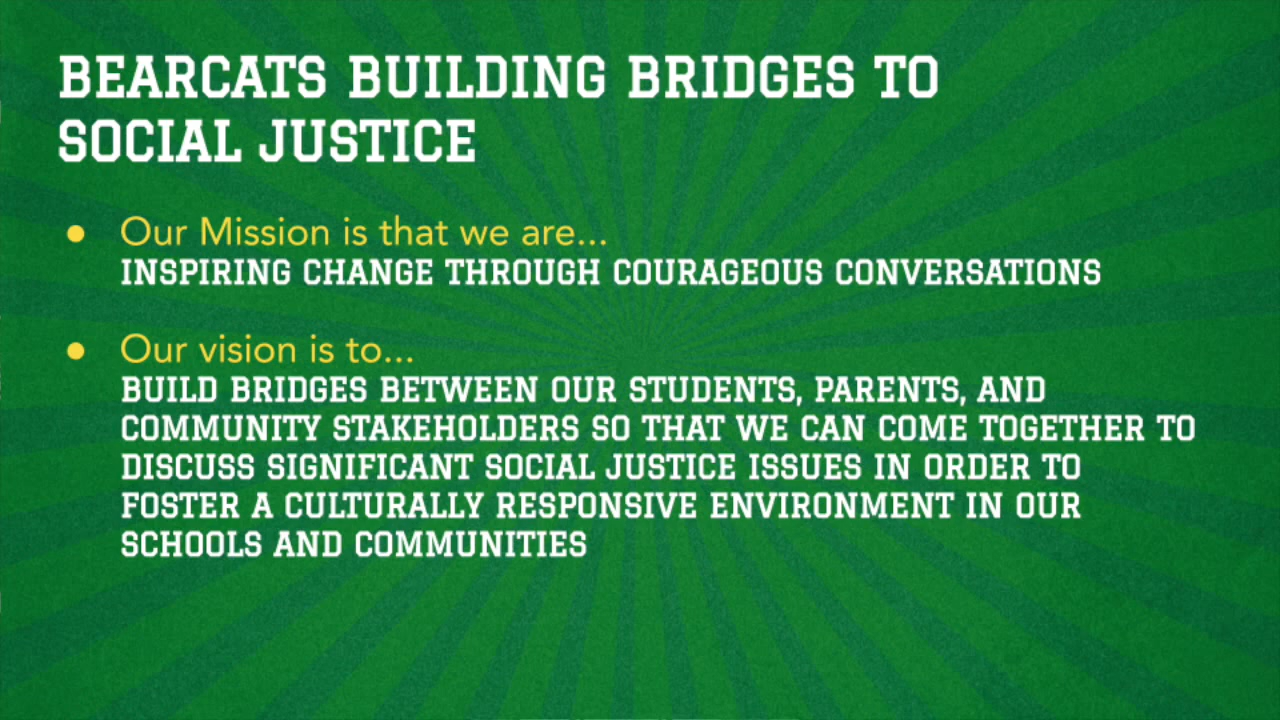 BEARCATS BUILDING BRIDGES TO
SOCIAL JUSTICE
● Our Mission is that we are...
INSPIRING CHANGE THROUGH COURAGEOUS CONVERSATIONS
● Our vision is to...
BUILD BRIDGES BETWEEN OUR STUDENTS, PARENTS, AND
COMMUNITY STAKEHOLDERS SO THAT WE CAN COME TOGETHER TO
DISCUSS SIGNIFICANT SOCIAL JUSTICE ISSUES IN ORDER TO
FOSTER A CULTURALLY RESPONSIVE ENVIRONMENT IN OUR
SCHOOLS AND COMMUNITIES